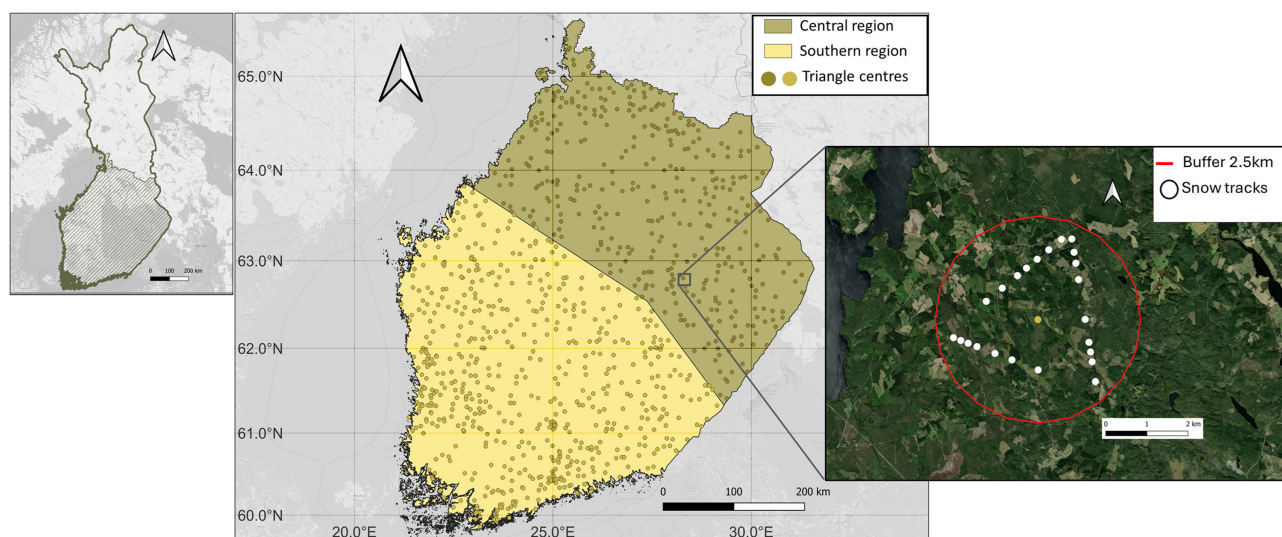 0 100 200 km
65.0°N
64.0°N
63.0°N
62.0°N
61.0°N
60.0°N
20.0°E 25.0°E 30.0°E
Central region
Southern region
Triangle centres
0 100 200 km
Buffer 2.5km
Snow tracks
0 1 2 km